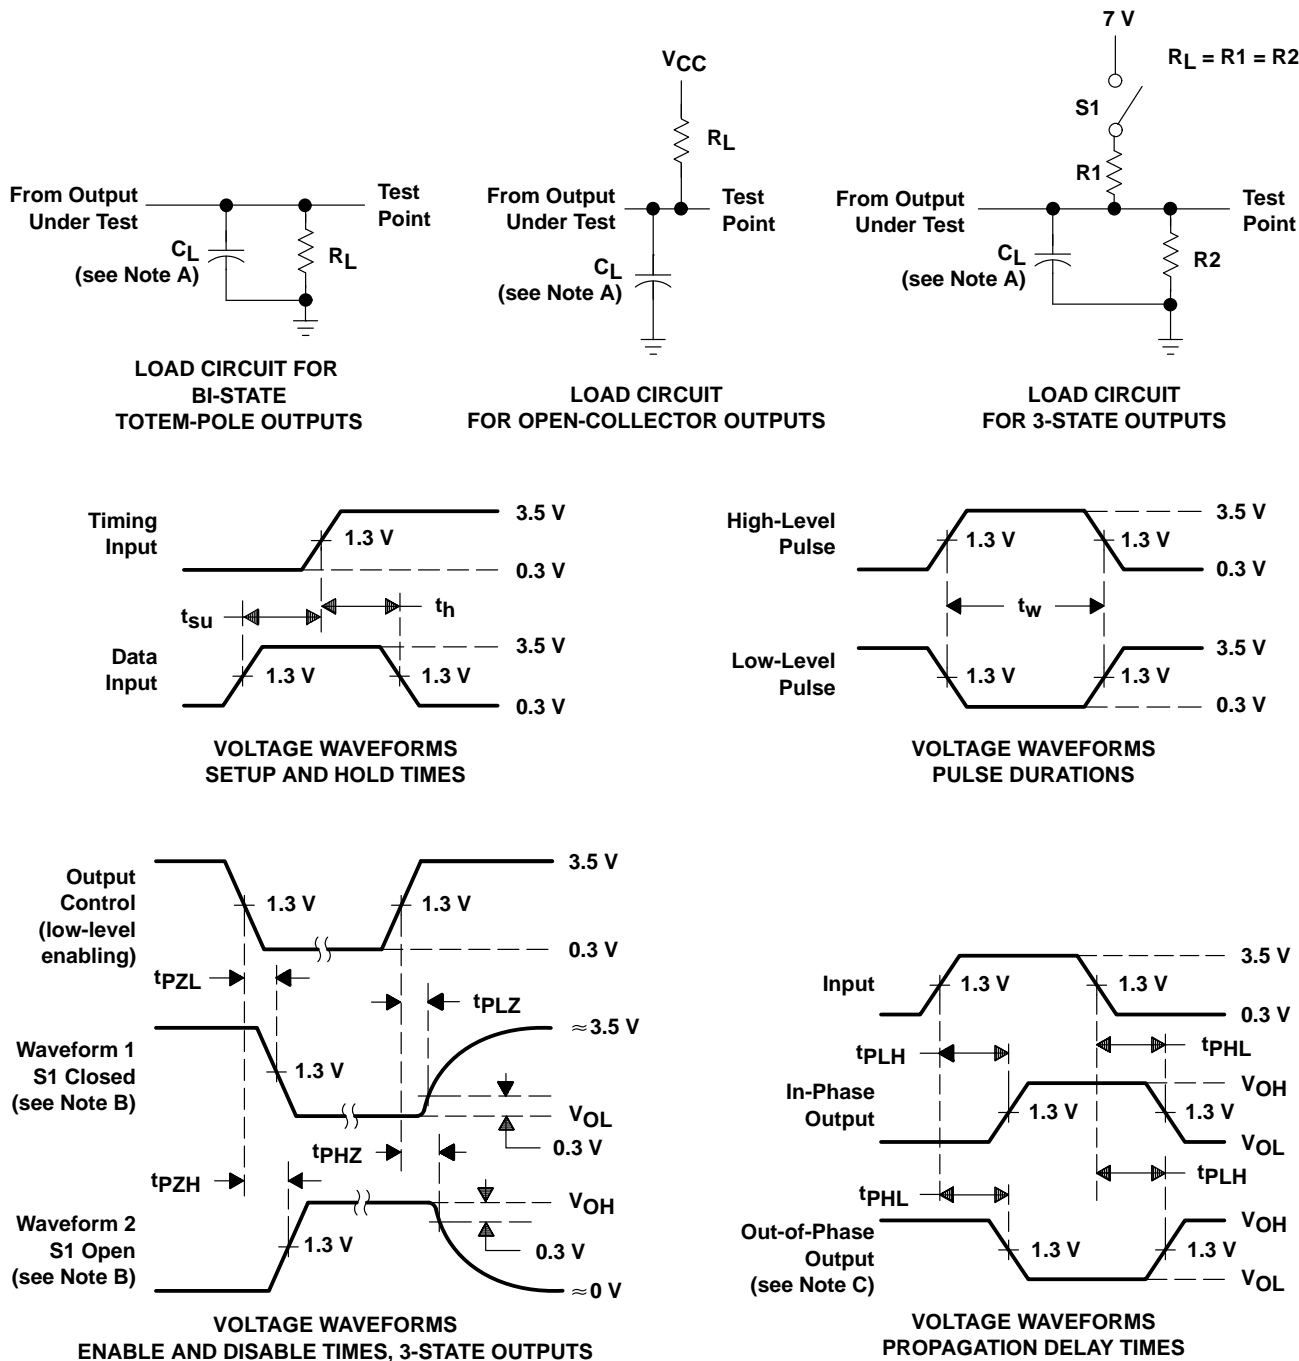 From Output
Under Test
CL
(see Note A)
RL
Test
Point
LOAD CIRCUIT FOR
BI-STATE
TOTEM-POLE OUTPUTS
VCC
RL
From Output
Under Test
Test
Point
CL
(see Note A)
LOAD CIRCUIT
FOR OPEN-COLLECTOR OUTPUTS
7 V
RL = R1 = R2
S1
R1
From Output
Under Test
Test
Point
CL
(see Note A)
R2
LOAD CIRCUIT
FOR 3-STATE OUTPUTS
Timing
Input
1.3 V
3.5 V
0.3 V
tsu
th
Data
Input
1.3 V
1.3 V
3.5 V
0.3 V
VOLTAGE WAVEFORMS
SETUP AND HOLD TIMES
High-Level
Pulse
1.3 V
1.3 V
3.5 V
0.3 V
tw
Low-Level
Pulse
1.3 V
1.3 V
3.5 V
0.3 V
VOLTAGE WAVEFORMS
PULSE DURATIONS
Output
Control
(low-level
enabling)
1.3 V
1.3 V
3.5 V
0.3 V
tPZL
tPLZ
Waveform 1
S1 Closed
(see Note B)
1.3 V
≈3.5 V
VOL
0.3 V
tPHZ
tPZH
Waveform 2
S1 Open
(see Note B)
1.3 V
VOH
0.3 V
≈0 V
VOLTAGE WAVEFORMS
ENABLE AND DISABLE TIMES, 3-STATE OUTPUTS
Input
1.3 V
1.3 V
3.5 V
0.3 V
tPLH
tPHL
In-Phase
Output
1.3 V
1.3 V
VOH
VOL
tPHL
tPLH
Out-of-Phase
Output
(see Note C)
1.3 V
1.3 V
VOH
VOL
VOLTAGE WAVEFORMS
PROPAGATION DELAY TIMES